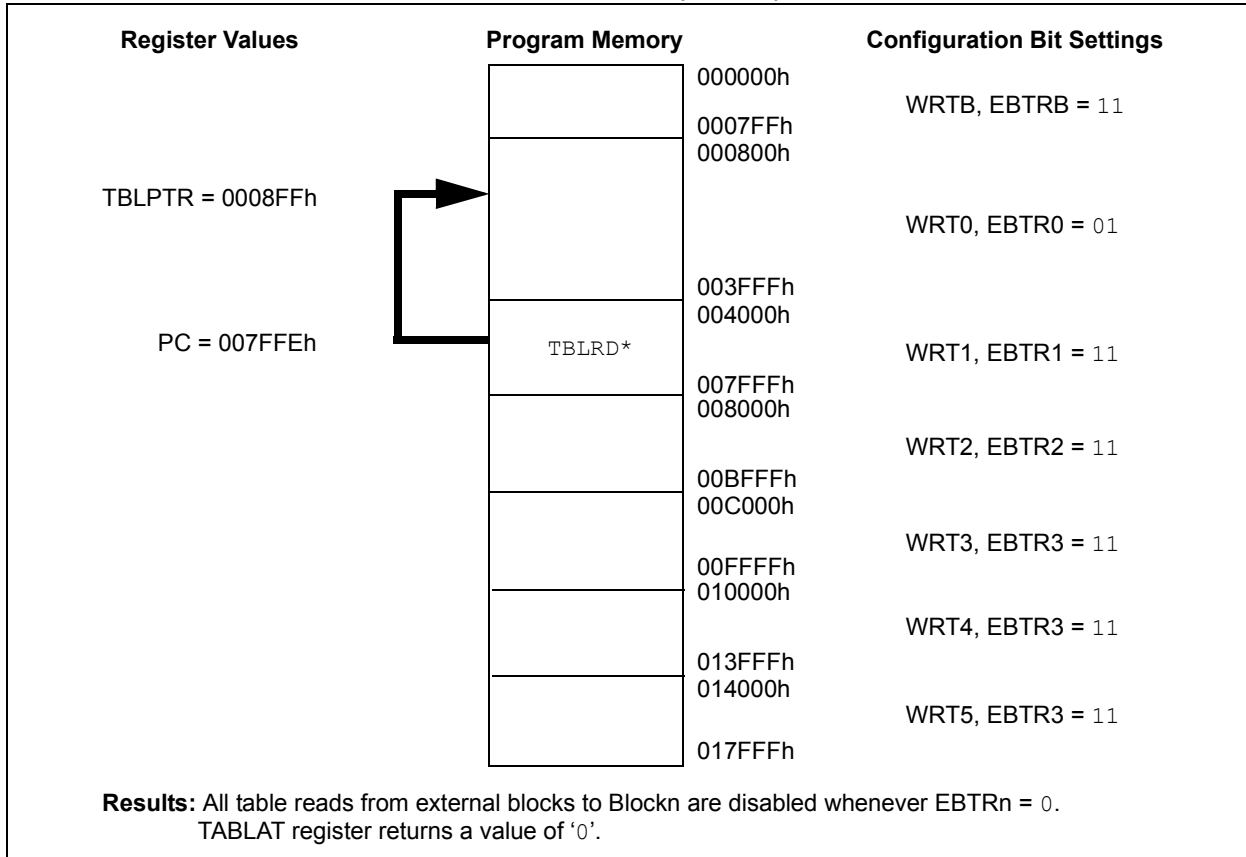 Register Values Program Memory Configuration Bit Settings
000000h
WRTB, EBTRB = 11
0007FFh
000800h
TBLPTR = 0008FFh
WRT0, EBTR0 = 01
003FFFh
004000h
PC = 007FFEh TBLRD* WRT1, EBTR1 = 11
007FFFh
008000h
WRT2, EBTR2 = 11
00BFFFh
00C000h
WRT3, EBTR3 = 11
00FFFFh
010000h
WRT4, EBTR3 = 11
013FFFh
014000h
WRT5, EBTR3 = 11
017FFFh
Results: All table reads from external blocks to Blockn are disabled whenever EBTRn = 0.
TABLAT register returns a value of ‘0’.